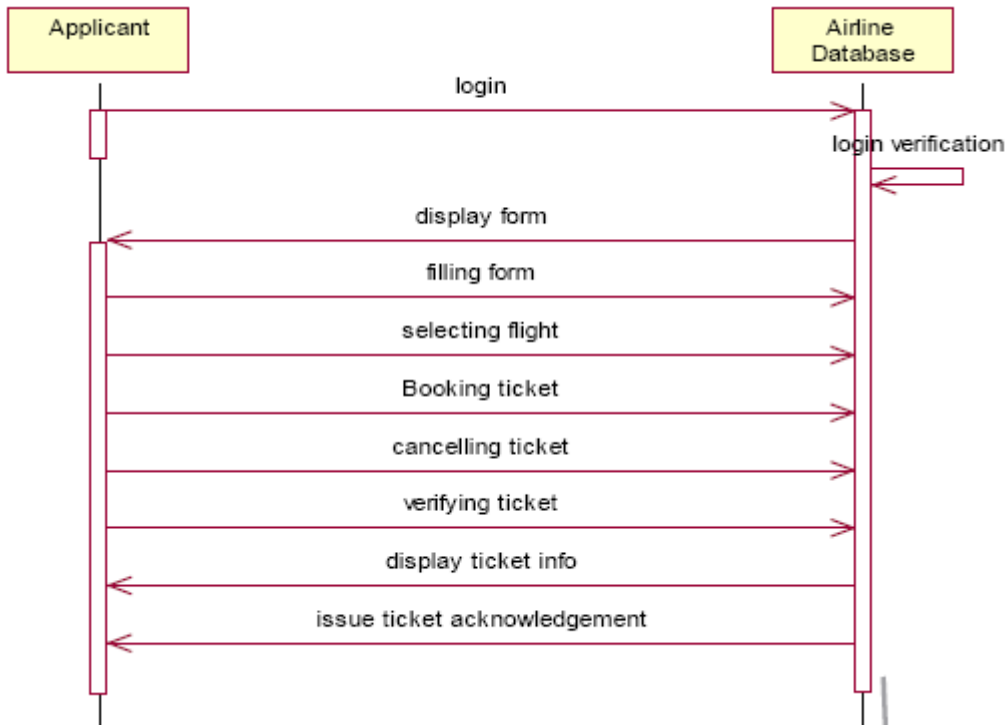 Applicant
Airline
Database
login
login verification
display form
filling form
selecting flight
Booking ticket
cancelling ticket
verifying ticket
display ticket info
issue ticket acknowledgement